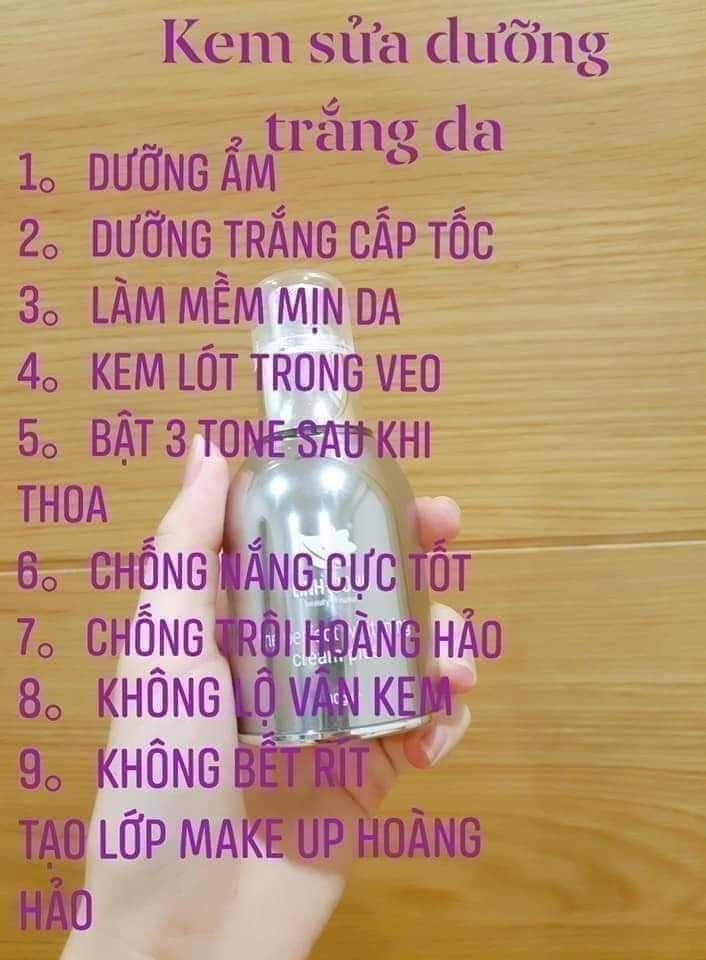 Kem sửa dưỡng
trắng da
1。 DƯỠNG ẨM
2。 DƯỠNG TRẮNG CẤP TỐC
3。 LÀM MỀM MỊN DA
4。 KEM LÓT TRONG VEO
5。 BẬT 3 TONE SAU KHI
THOA
6。 CHỐNG NẮNG CỰC TỐT
7。 CHỐNG TRÔI HOÀNG HẢO
8。 KHÔNG LỘ VÂN KEM
9。 KHÔNG BẾT RÍT
TẠO LỚP MAKE UP HOÀNG
HẢO
cream